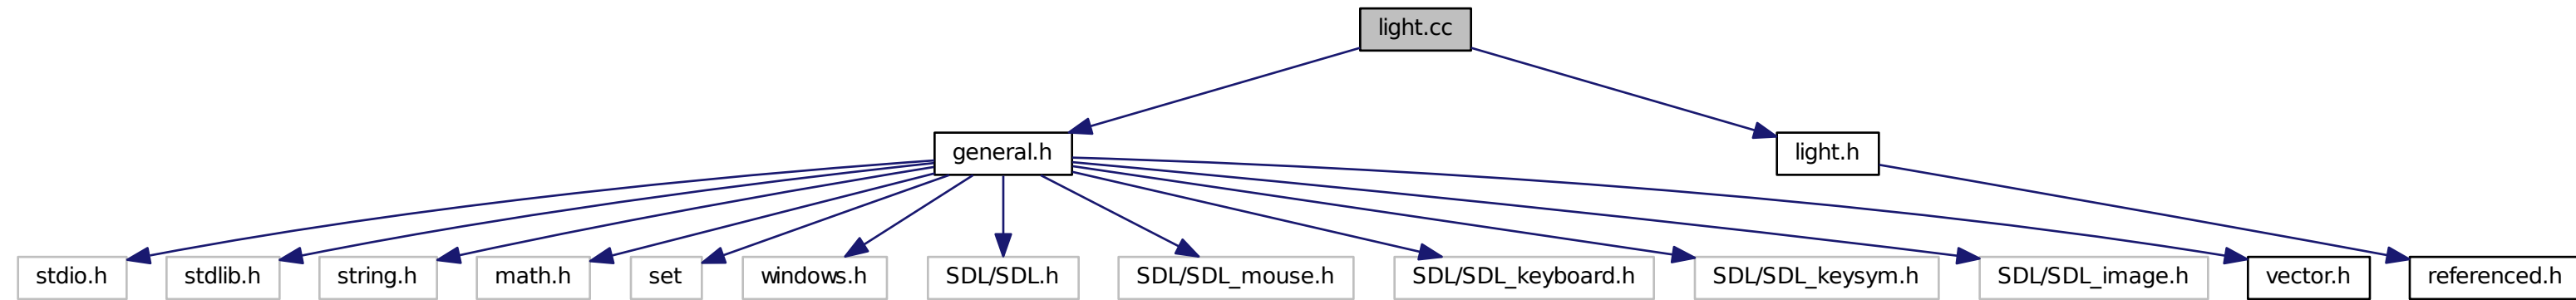 light.cc
general.h
light.h
stdio.h
stdlib.h
string.h
math.h
set
windows.h
SDL/SDL.h
SDL/SDL_mouse.h
SDL/SDL_keyboard.h
SDL/SDL_keysym.h
SDL/SDL_image.h
vector.h
referenced.h